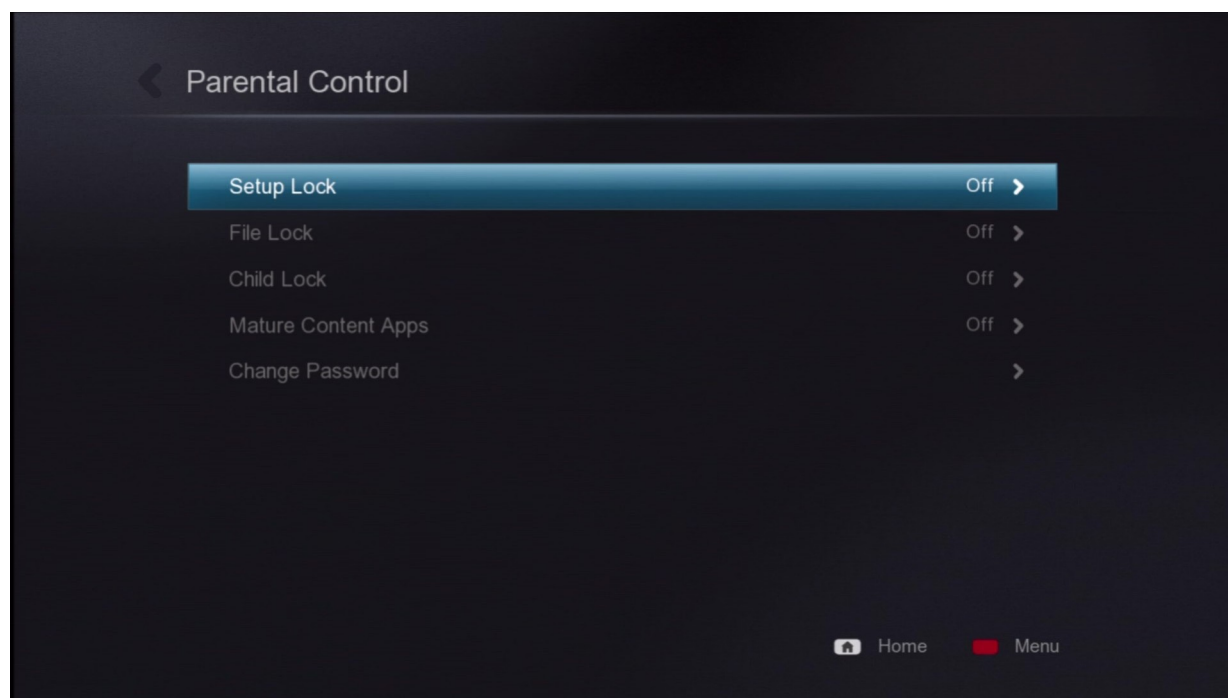 Parental Control
Setup Lock Off
File Lock Off
Child Lock Off
Mature Content Apps Off
Change Password
Home Menu